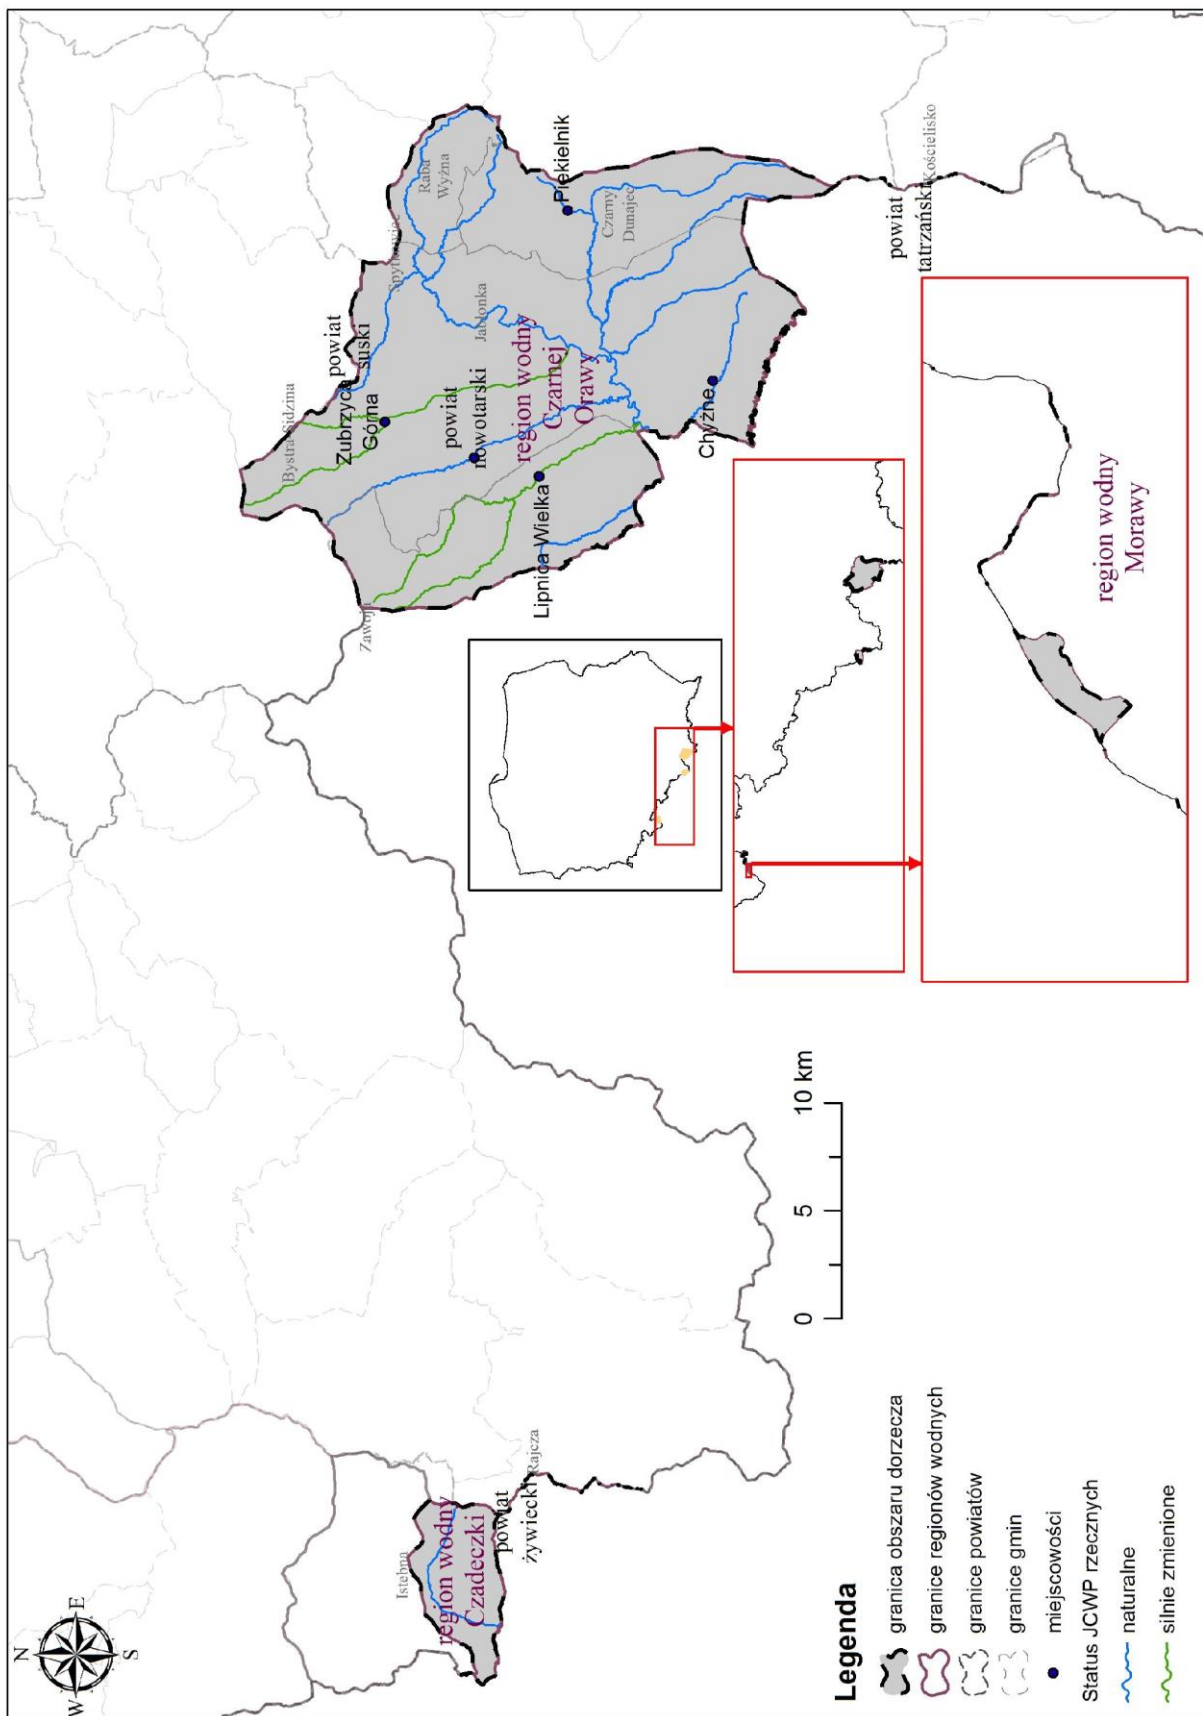 N
E
S
W
Istebna
region wodny
Czadeczki
powiat
żywiecki
Rajcza
Zawoja
Bystra-Sidzina
Zubrzyca
Górna
powiat
suski
Spytkowice
Raba
Wyżna
powiat
nowotarski
Jabłonka
region wodny
Czarnej
Orawy
Lipnica Wielka
Piekielnik
Czarny
Dunajec
Chyżne
powiat
tatrzański
Kościelisko
region wodny
Morawy
0
5
10 km
Legenda
granica obszaru dorzecza
granice regionów wodnych
granice powiatów
granice gmin
miejscowości
Status JCWP rzecznych
naturalne
silnie zmienione